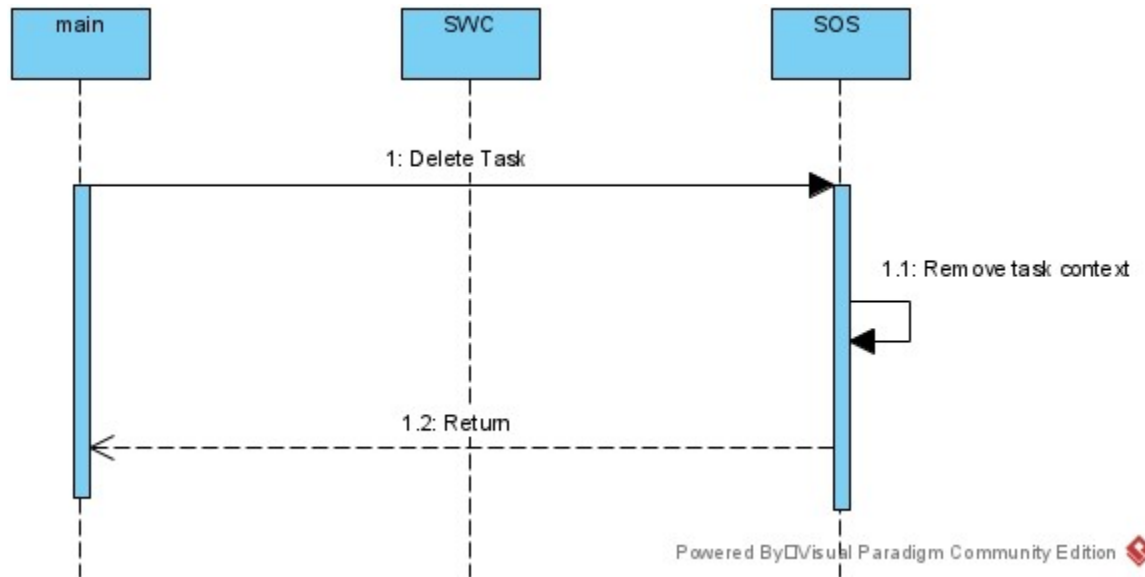 main
SWC
SOS
1: Delete Task
1.1: Remove task context
1.2: Return
Powered By□Visual Paradigm Community Edition